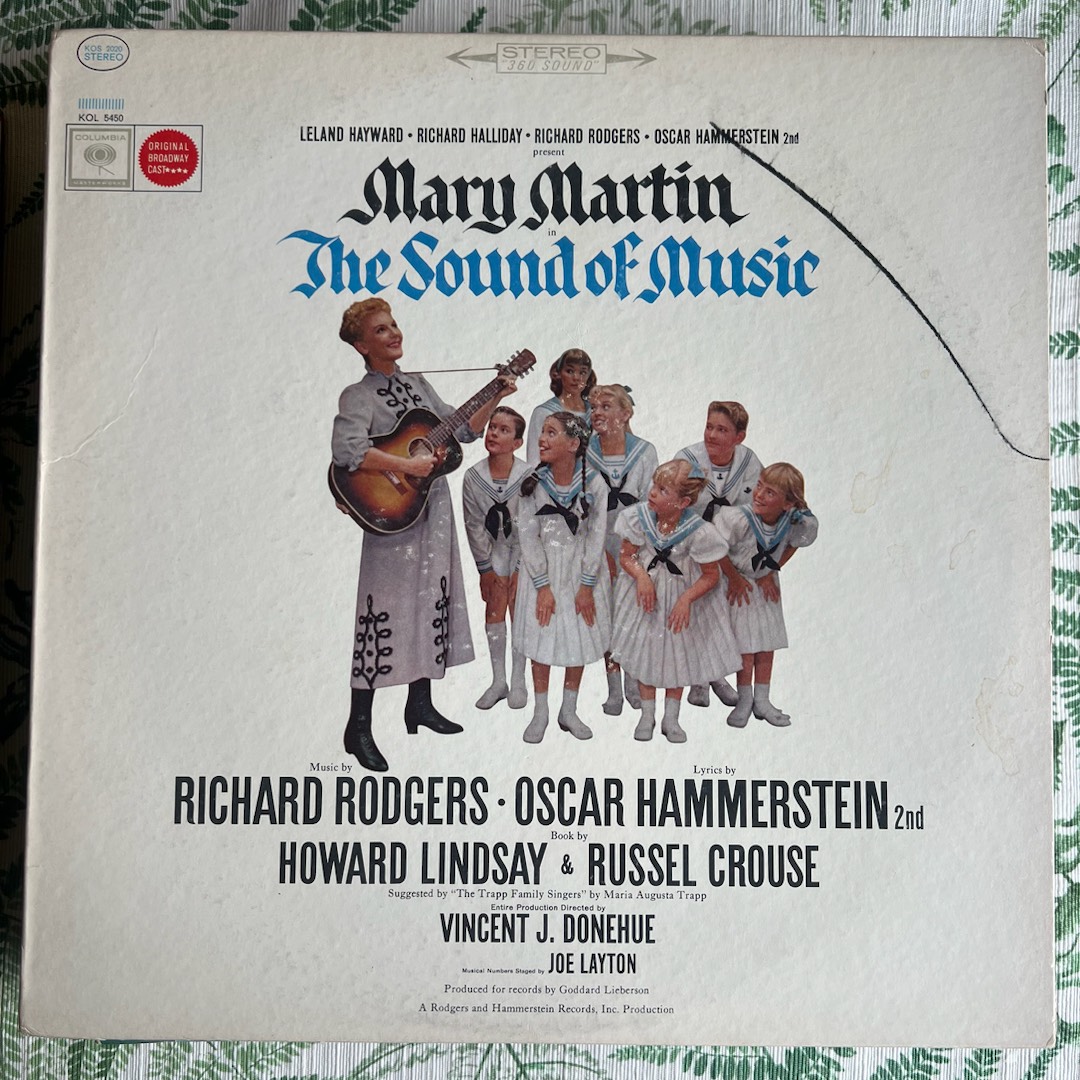 KOS 2020
STEREO
STEREO
"360 SOUND"
KOL 5450
COLUMBIA
MASTERWORKS
ORIGINAL
BROADWAY
CAST★★★★
LELAND HAYWARD • RICHARD HALLIDAY • RICHARD RODGERS • OSCAR HAMMERSTEIN 2nd
present
Mary Martin
in
The Sound of Music
Music by
Lyrics by
RICHARD RODGERS • OSCAR HAMMERSTEIN 2nd
Book by
HOWARD LINDSAY & RUSSEL CROUSE
Suggested by "The Trapp Family Singers" by Maria Augusta Trapp
Entire Production Directed by
VINCENT J. DONEHUE
Musical Numbers Staged by JOE LAYTON
Produced for records by Goddard Lieberson
A Rodgers and Hammerstein Records, Inc. Production